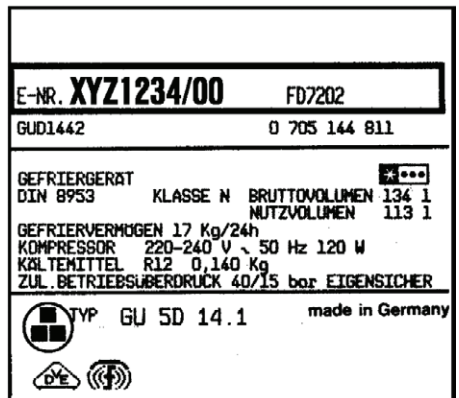 E-NR. XYZ1234/00 FD7202
GUD1442 0 705 144 811
GEFRIERGERÄT
DIN 8953 KLASSE N BRUTTOVOLUMEN 134 l
NUTZVOLUMEN 113 l
GEFRIERVERMÖGEN 17 Kg/24h
KOMPRESSOR 220-240 V ~ 50 Hz 120 W
KÄLTEMITTEL R12 0,140 Kg
ZUL.BETRIEBSÜBERDRUCK 40/15 bar EIGENSICHER
TYP GU 5D 14.1 made in Germany
DVE